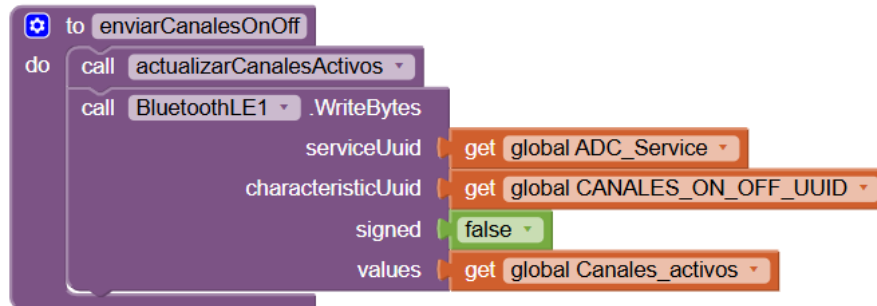 to enviarCanalesOnOff
do call actualizarCanalesActivos
call BluetoothLE1 .WriteBytes
serviceUuid get global ADC_Service
characteristicUuid get global CANALES_ON_OFF_UUID
signed false
values get global Canales_activos